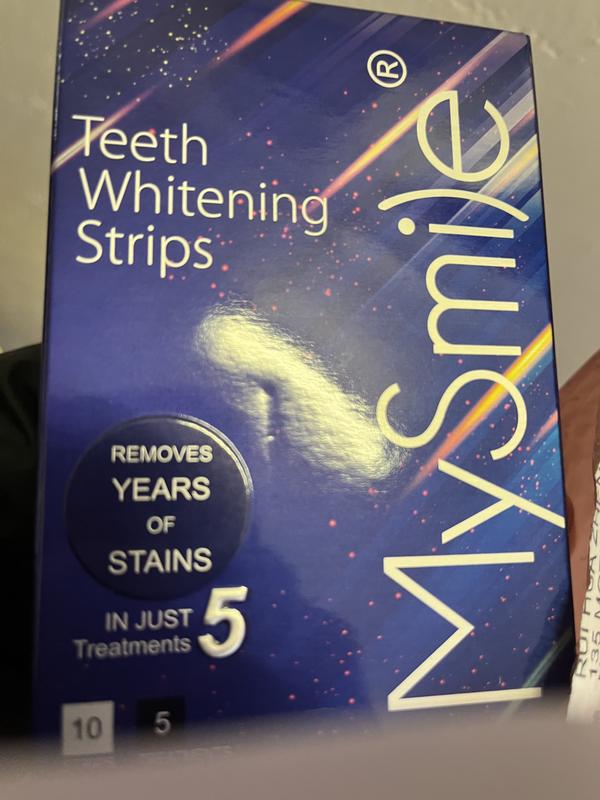 Teeth
Whitening
Strips
MySmile®
REMOVES
YEARS
OF
STAINS
IN JUST
Treatments 5
10 5